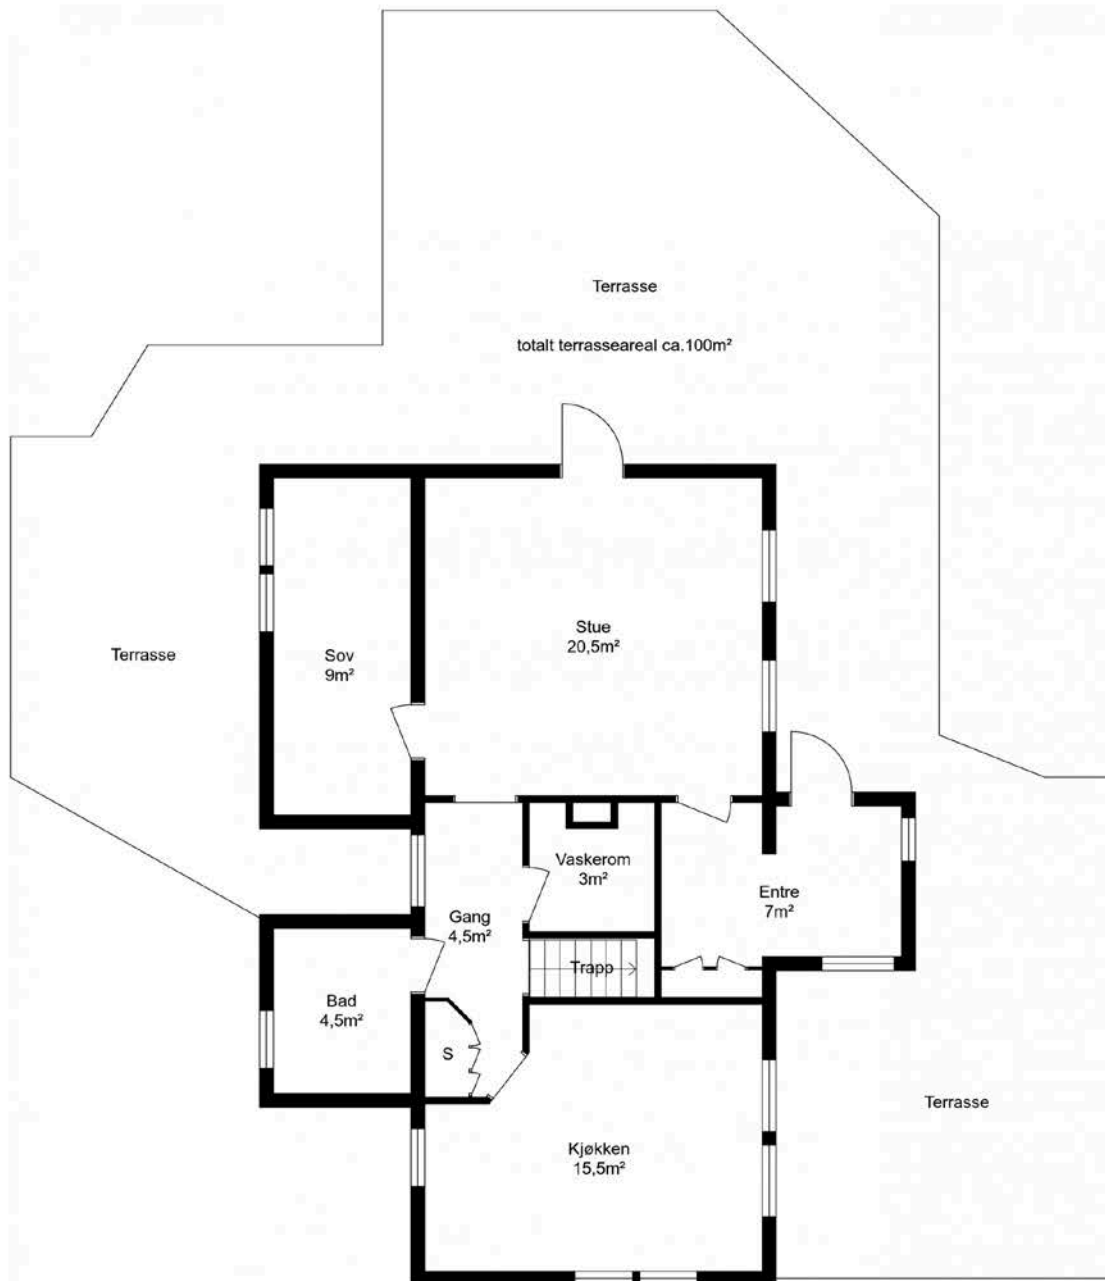 Terrasse
totalt terrasseareal ca.100m²
Stue
20,5m²
Terrasse
Sov
9m²
Vaskerom
3m²
Entre
7m²
Gang
4,5m²
Trapp
Bad
4,5m²
S
Terrasse
Kjøkken
15,5m²